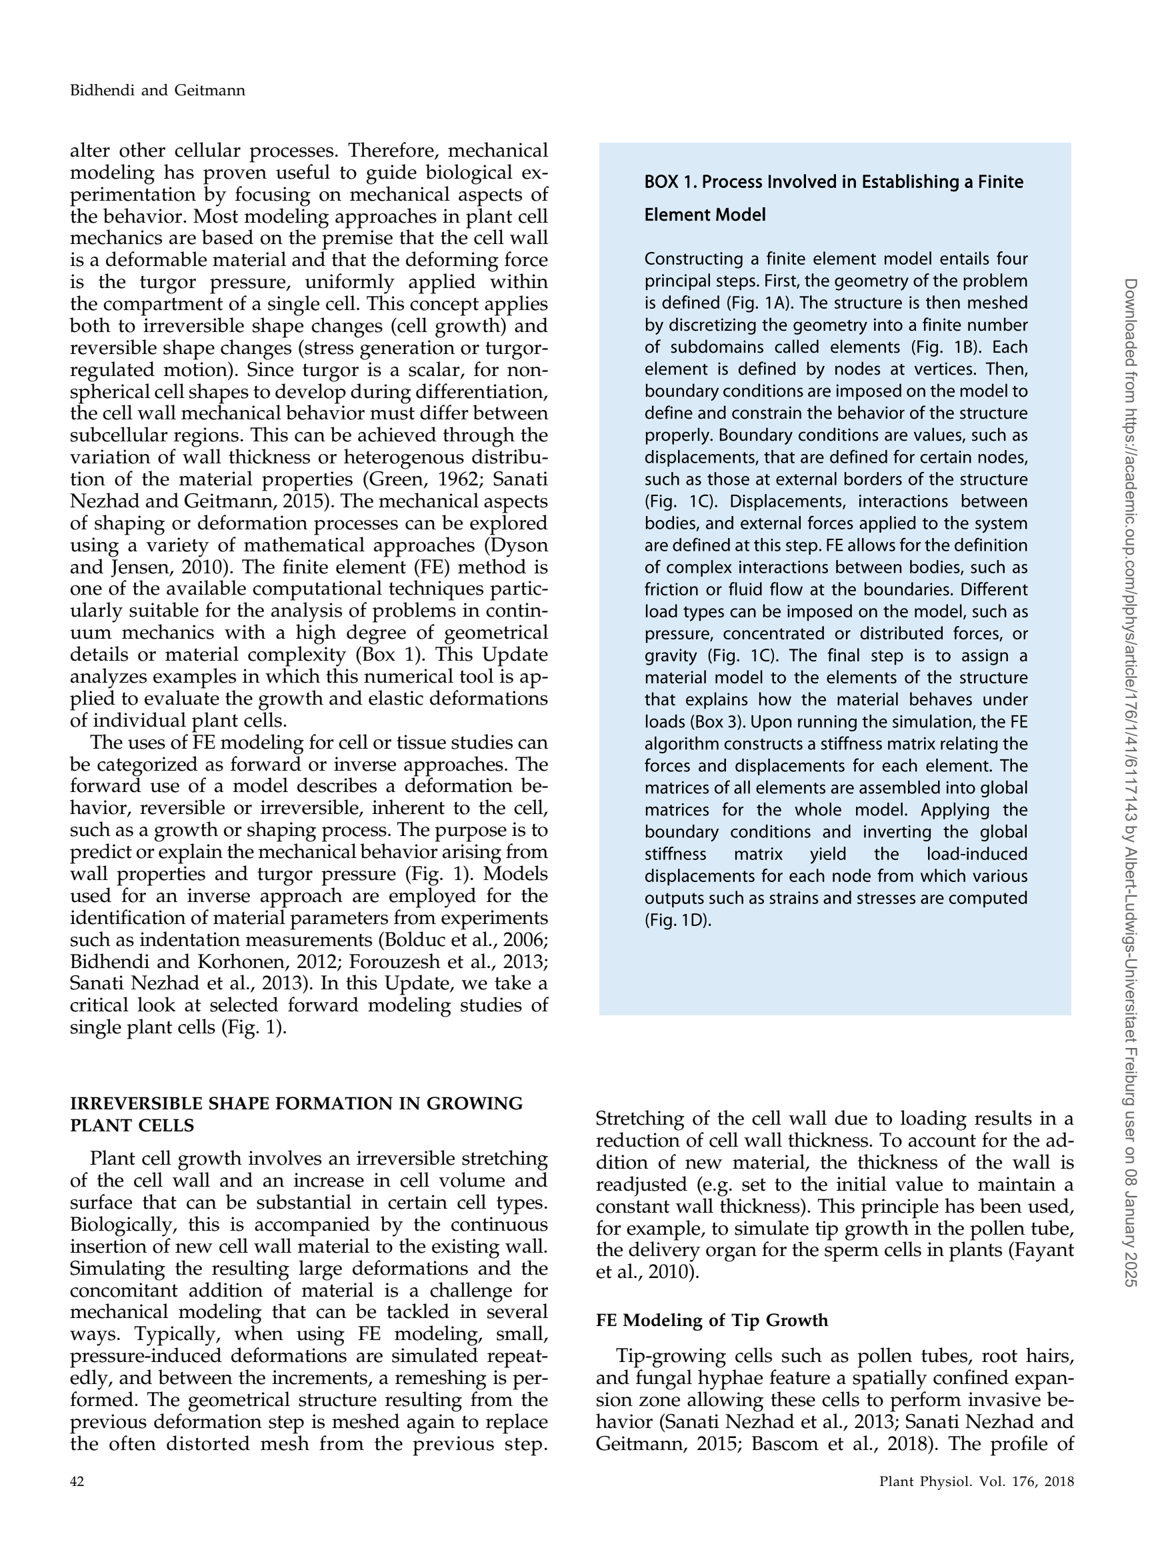 Bidhendi and Geitmann
alter other cellular processes. Therefore, mechanical
modeling has proven useful to guide biological ex-
perimentation by focusing on mechanical aspects of
the behavior. Most modeling approaches in plant cell
mechanics are based on the premise that the cell wall
is a deformable material and that the deforming force
is the turgor pressure, uniformly applied within
the compartment of a single cell. This concept applies
both to irreversible shape changes (cell growth) and
reversible shape changes (stress generation or turgor-
regulated motion). Since turgor is a scalar, for non-
spherical cell shapes to develop during differentiation,
the cell wall mechanical behavior must differ between
subcellular regions. This can be achieved through the
variation of wall thickness or heterogenous distribu-
tion of the material properties (Green, 1962; Sanati
Nezhad and Geitmann, 2015). The mechanical aspects
of shaping or deformation processes can be explored
using a variety of mathematical approaches (Dyson
and Jensen, 2010). The finite element (FE) method is
one of the available computational techniques partic-
ularly suitable for the analysis of problems in contin-
uum mechanics with a high degree of geometrical
details or material complexity (Box 1). This Update
analyzes examples in which this numerical tool is ap-
plied to evaluate the growth and elastic deformations
of individual plant cells.
The uses of FE modeling for cell or tissue studies can
be categorized as forward or inverse approaches. The
forward use of a model describes a deformation be-
havior, reversible or irreversible, inherent to the cell,
such as a growth or shaping process. The purpose is to
predict or explain the mechanical behavior arising from
wall properties and turgor pressure (Fig. 1). Models
used for an inverse approach are employed for the
identification of material parameters from experiments
such as indentation measurements (Bolduc et al., 2006;
Bidhendi and Korhonen, 2012; Forouzesh et al., 2013;
Sanati Nezhad et al., 2013). In this Update, we take a
critical look at selected forward modeling studies of
single plant cells (Fig. 1).
IRREVERSIBLE SHAPE FORMATION IN GROWING
PLANT CELLS
Plant cell growth involves an irreversible stretching
of the cell wall and an increase in cell volume and
surface that can be substantial in certain cell types.
Biologically, this is accompanied by the continuous
insertion of new cell wall material to the existing wall.
Simulating the resulting large deformations and the
concomitant addition of material is a challenge for
mechanical modeling that can be tackled in several
ways. Typically, when using FE modeling, small,
pressure-induced deformations are simulated repeat-
edly, and between the increments, a remeshing is per-
formed. The geometrical structure resulting from the
previous deformation step is meshed again to replace
the often distorted mesh from the previous step.
BOX 1. Process Involved in Establishing a Finite
Element Model
Constructing a finite element model entails four
principal steps. First, the geometry of the problem
is defined (Fig. 1A). The structure is then meshed
by discretizing the geometry into a finite number
of subdomains called elements (Fig. 1B). Each
element is defined by nodes at vertices. Then,
boundary conditions are imposed on the model to
define and constrain the behavior of the structure
properly. Boundary conditions are values, such as
displacements, that are defined for certain nodes,
such as those at external borders of the structure
(Fig. 1C). Displacements, interactions between
bodies, and external forces applied to the system
are defined at this step. FE allows for the definition
of complex interactions between bodies, such as
friction or fluid flow at the boundaries. Different
load types can be imposed on the model, such as
pressure, concentrated or distributed forces, or
gravity (Fig. 1C). The final step is to assign a
material model to the elements of the structure
that explains how the material behaves under
loads (Box 3). Upon running the simulation, the FE
algorithm constructs a stiffness matrix relating the
forces and displacements for each element. The
matrices of all elements are assembled into global
matrices for the whole model. Applying the
boundary conditions and inverting the global
stiffness matrix yield the load-induced
displacements for each node from which various
outputs such as strains and stresses are computed
(Fig. 1D).
Stretching of the cell wall due to loading results in a
reduction of cell wall thickness. To account for the ad-
dition of new material, the thickness of the wall is
readjusted (e.g. set to the initial value to maintain a
constant wall thickness). This principle has been used,
for example, to simulate tip growth in the pollen tube,
the delivery organ for the sperm cells in plants (Fayant
et al., 2010).
FE Modeling of Tip Growth
Tip-growing cells such as pollen tubes, root hairs,
and fungal hyphae feature a spatially confined expan-
sion zone allowing these cells to perform invasive be-
havior (Sanati Nezhad et al., 2013; Sanati Nezhad and
Geitmann, 2015; Bascom et al., 2018). The profile of
42
Plant Physiol. Vol. 176, 2018
Downloaded from https://academic.oup.com/plphys/article/176/1/41/6117143 by Albert-Ludwigs-Universitaet Freiburg user on 08 January 2025